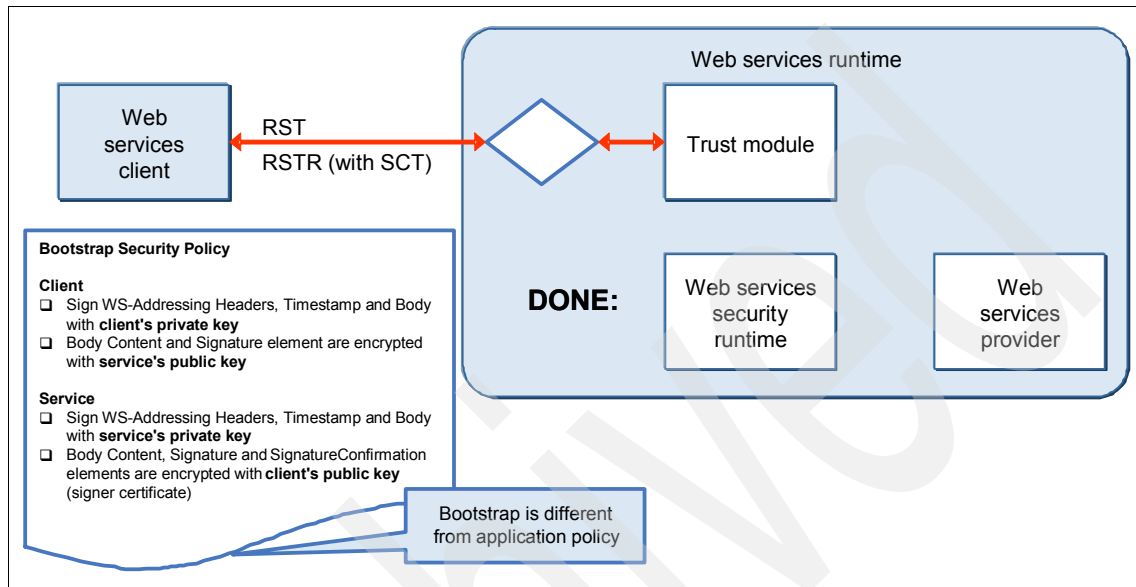 Web services runtime
Web
services
client
RST
RSTR (with SCT)
Trust module
Bootstrap Security Policy
Client
Sign WS-Addressing Headers, Timestamp and Body
with client's private key
Body Content and Signature element are encrypted
with service's public key
Service
Sign WS-Addressing Headers, Timestamp and Body
with service's private key
Body Content, Signature and SignatureConfirmation
elements are encrypted with client's public key
(signer certificate)
DONE:
Web services
security
runtime
Web
services
provider
Bootstrap is different
from application policy